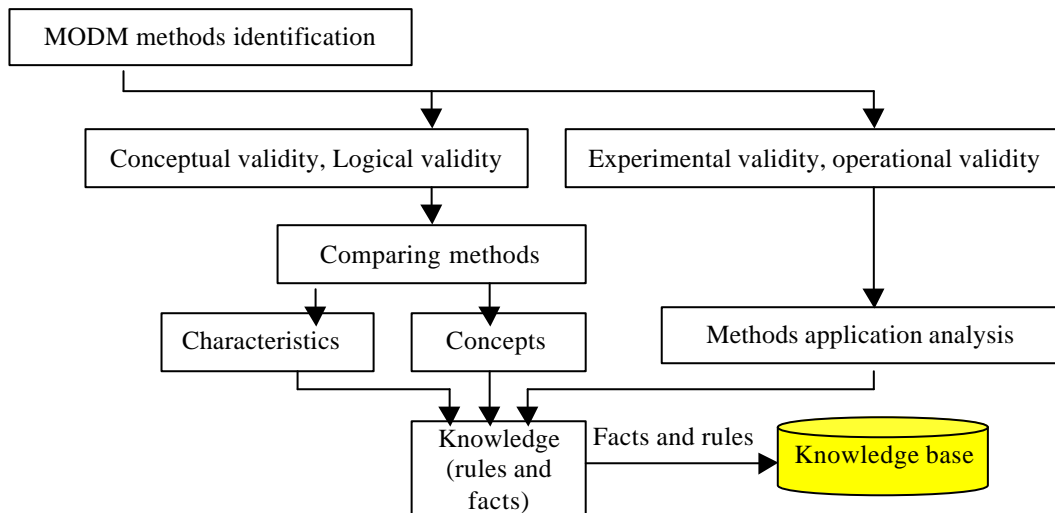 MODM methods identification
Conceptual validity, Logical validity
Experimental validity, operational validity
Comparing methods
Characteristics
Concepts
Methods application analysis
Knowledge
(rules and
facts)
Facts and rules
Knowledge base